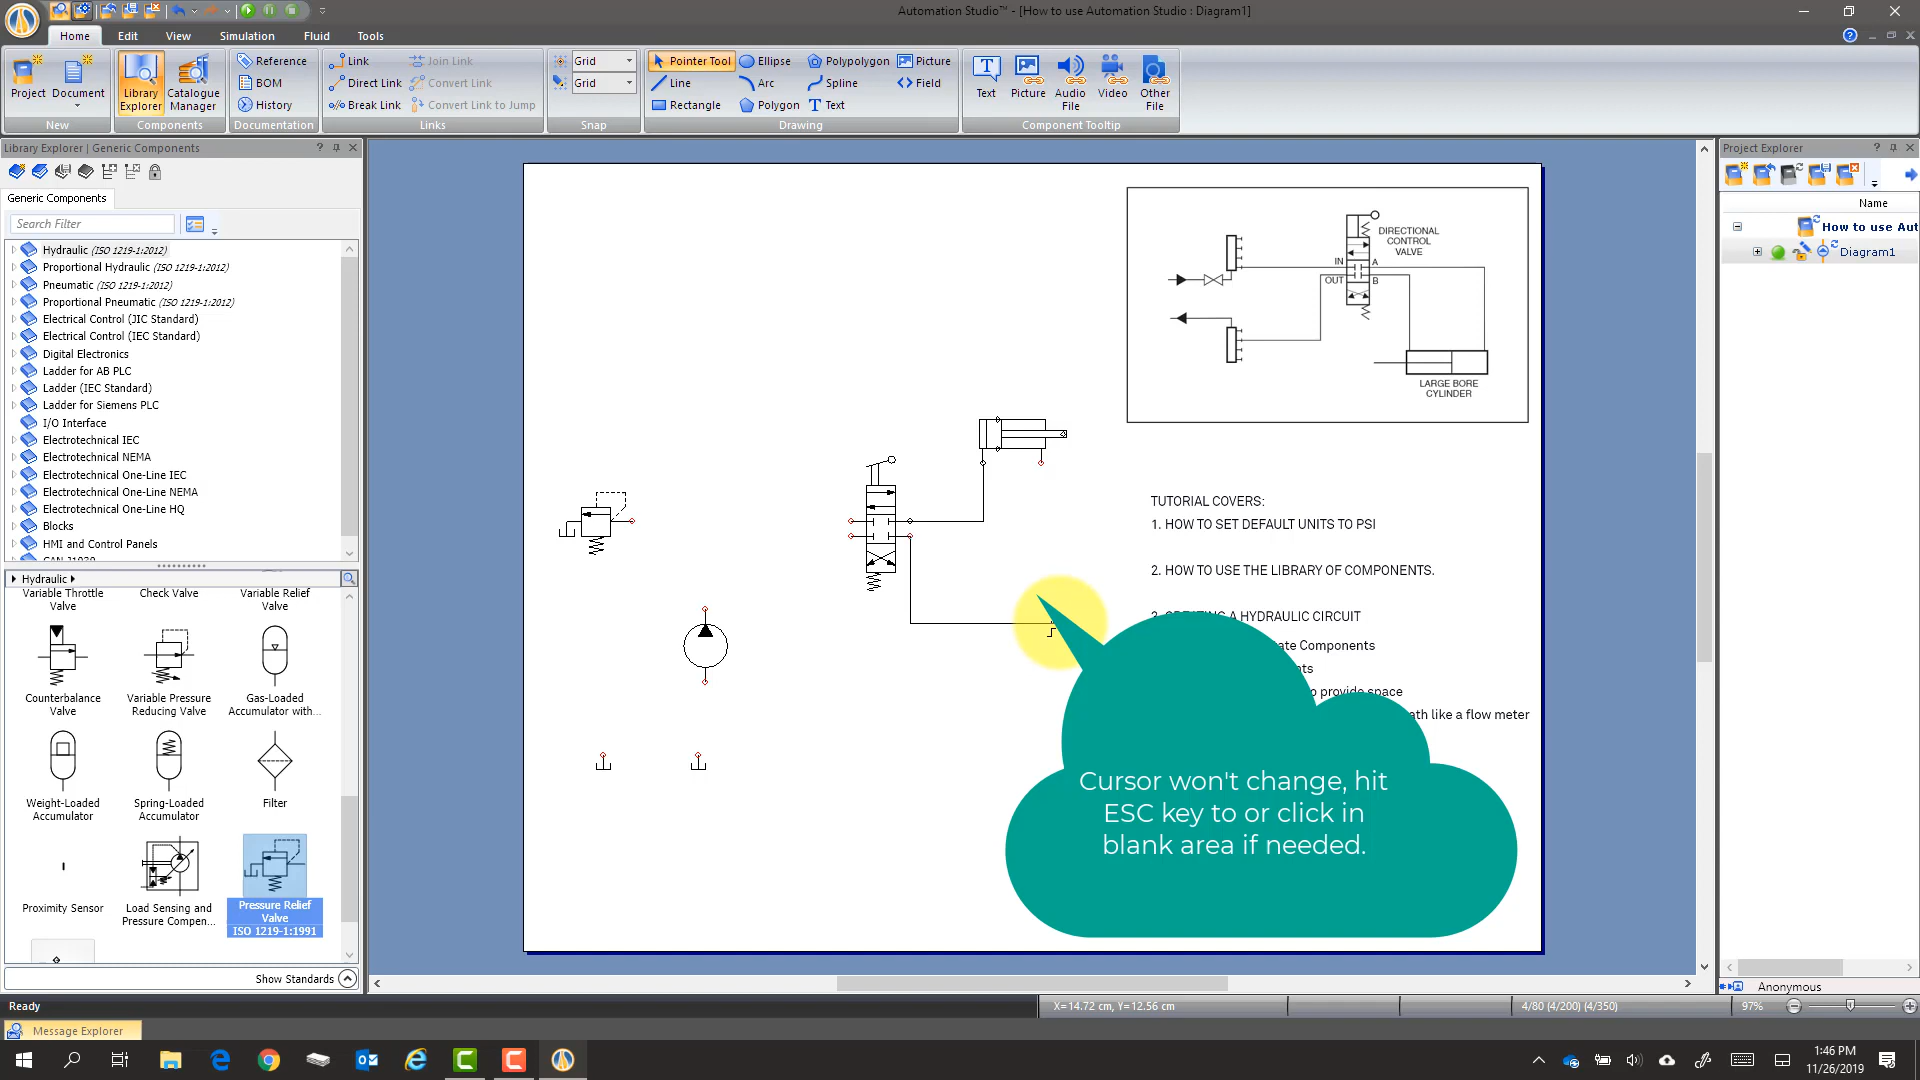 Automation Studio™ - [How to use Automation Studio : Diagram1]
Home Edit View Simulation Fluid Tools
Project Document
New
Library Explorer Catalogue Manager
Components
Reference
BOM
History
Documentation
Link Join Link
Direct Link Convert Link
Break Link Convert Link to Jump
Links
Grid
Grid
Snap
Pointer Tool Ellipse Polypolygon Picture
Line Arc Spline Field
Rectangle Polygon Text
Drawing
Text Picture Audio File Video Other File
Component Tooltip
Library Explorer | Generic Components
Generic Components
Search Filter
Hydraulic (ISO 1219-1:2012)
Proportional Hydraulic (ISO 1219-1:2012)
Pneumatic (ISO 1219-1:2012)
Proportional Pneumatic (ISO 1219-1:2012)
Electrical Control (JIC Standard)
Electrical Control (IEC Standard)
Digital Electronics
Ladder for AB PLC
Ladder (IEC Standard)
Ladder for Siemens PLC
I/O Interface
Electrotechnical IEC
Electrotechnical NEMA
Electrotechnical One-Line IEC
Electrotechnical One-Line NEMA
Electrotechnical One-Line HQ
Blocks
HMI and Control Panels
Hydraulic
Variable Throttle Valve
Check Valve
Variable Relief Valve
Counterbalance Valve
Variable Pressure Reducing Valve
Gas-Loaded Accumulator with...
Weight-Loaded Accumulator
Spring-Loaded Accumulator
Filter
Proximity Sensor
Load Sensing and Pressure Compen...
Pressure Relief Valve
ISO 1219-1:1991
Show Standards
DIRECTIONAL
CONTROL
VALVE
IN A
OUT B
LARGE BORE
CYLINDER
TUTORIAL COVERS:
1. HOW TO SET DEFAULT UNITS TO PSI
2. HOW TO USE THE LIBRARY OF COMPONENTS.
A HYDRAULIC CIRCUIT
ate Components
ts
o provide space
ath like a flow meter
Cursor won't change, hit
ESC key to or click in
blank area if needed.
Project Explorer
Name
How to use Aut
Diagram1
Anonymous
Ready
X=14.72 cm, Y=12.56 cm
4/80 (4/200) (4/350)
97%
Message Explorer
1:46 PM
11/26/2019